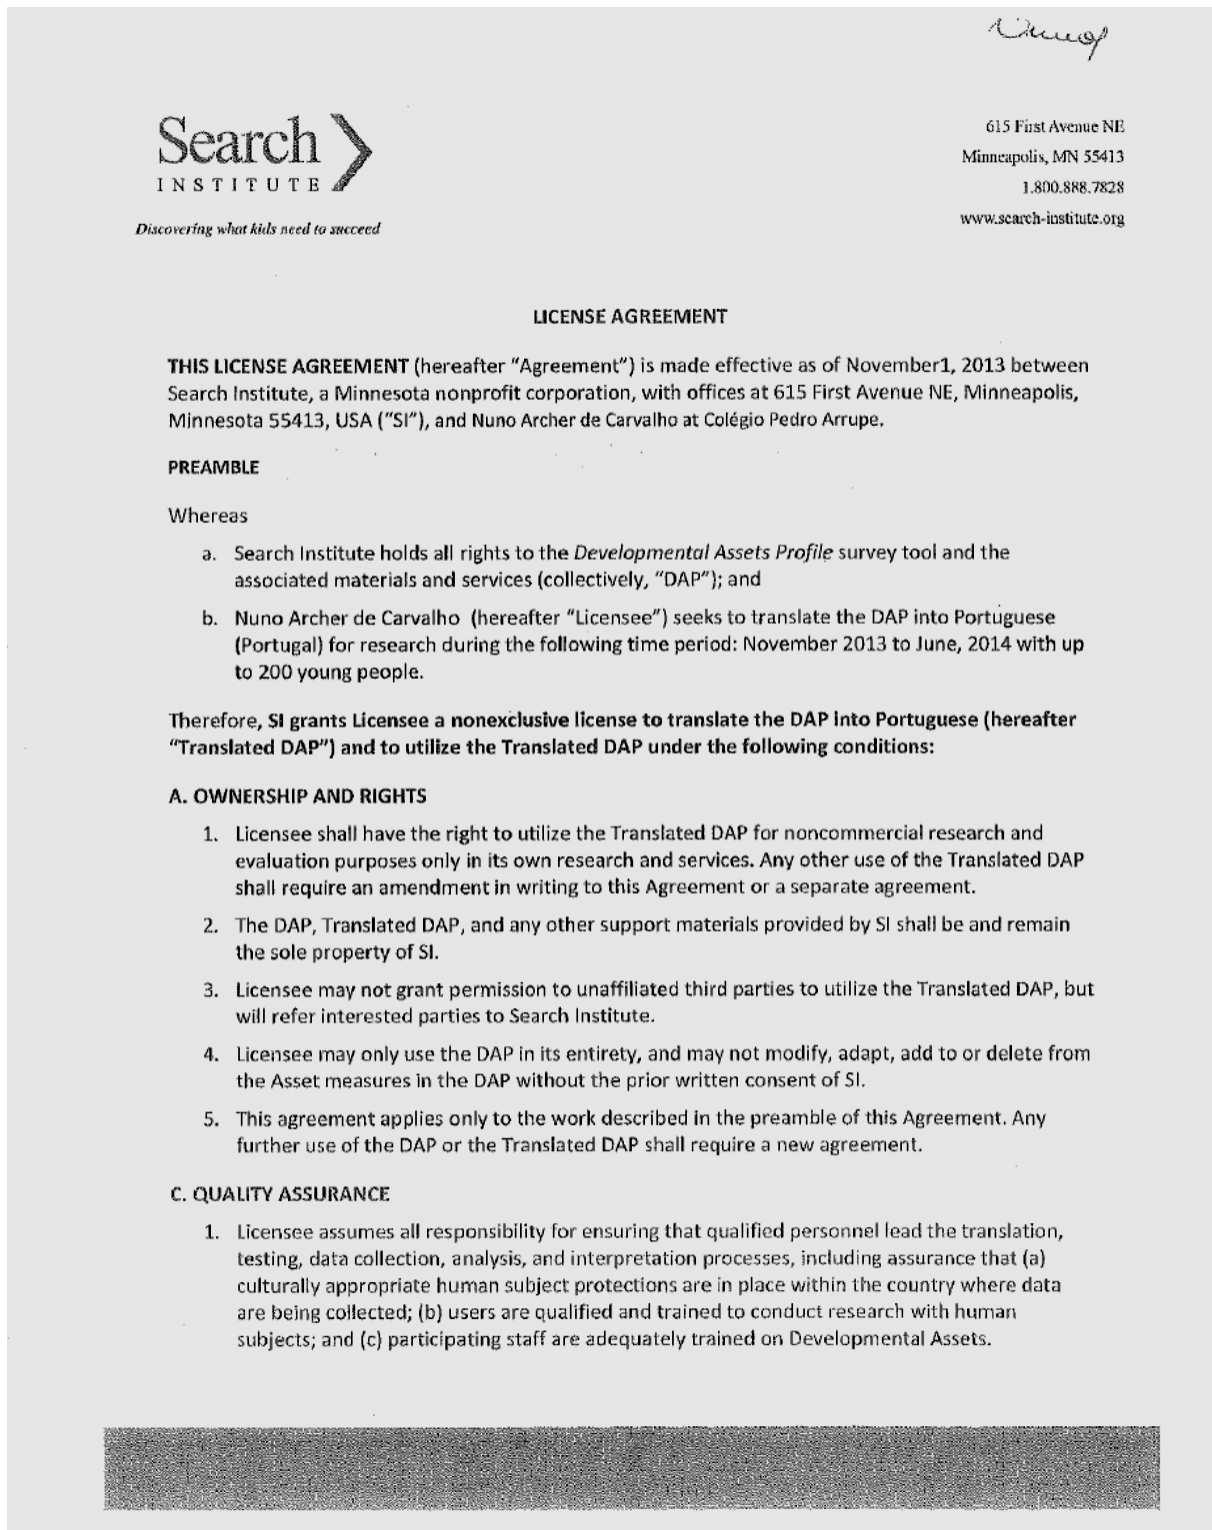 Search
INSTITUTE
Discovering what kids need to succeed
615 First Avenue NE
Minneapolis, MN 55413
1.800.888.7828
www.search-institute.org
LICENSE AGREEMENT
THIS LICENSE AGREEMENT (hereafter “Agreement”) is made effective as of November1, 2013 between
Search Institute, a Minnesota nonprofit corporation, with offices at 615 First Avenue NE, Minneapolis,
Minnesota 55413, USA (“SI”), and Nuno Archer de Carvalho at Colégio Pedro Arrupe.
PREAMBLE
Whereas
a. Search Institute holds all rights to the Developmental Assets Profile survey tool and the
associated materials and services (collectively, “DAP”); and
b. Nuno Archer de Carvalho (hereafter “Licensee”) seeks to translate the DAP into Portuguese
(Portugal) for research during the following time period: November 2013 to June, 2014 with up
to 200 young people.
Therefore, SI grants Licensee a nonexclusive license to translate the DAP into Portuguese (hereafter
“Translated DAP”) and to utilize the Translated DAP under the following conditions:
A. OWNERSHIP AND RIGHTS
1. Licensee shall have the right to utilize the Translated DAP for noncommercial research and
evaluation purposes only in its own research and services. Any other use of the Translated DAP
shall require an amendment in writing to this Agreement or a separate agreement.
2. The DAP, Translated DAP, and any other support materials provided by SI shall be and remain
the sole property of SI.
3. Licensee may not grant permission to unaffiliated third parties to utilize the Translated DAP, but
will refer interested parties to Search Institute.
4. Licensee may only use the DAP in its entirety, and may not modify, adapt, add to or delete from
the Asset measures in the DAP without the prior written consent of SI.
5. This agreement applies only to the work described in the preamble of this Agreement. Any
further use of the DAP or the Translated DAP shall require a new agreement.
C. QUALITY ASSURANCE
1. Licensee assumes all responsibility for ensuring that qualified personnel lead the translation,
testing, data collection, analysis, and interpretation processes, including assurance that (a)
culturally appropriate human subject protections are in place within the country where data
are being collected; (b) users are qualified and trained to conduct research with human
subjects; and (c) participating staff are adequately trained on Developmental Assets.